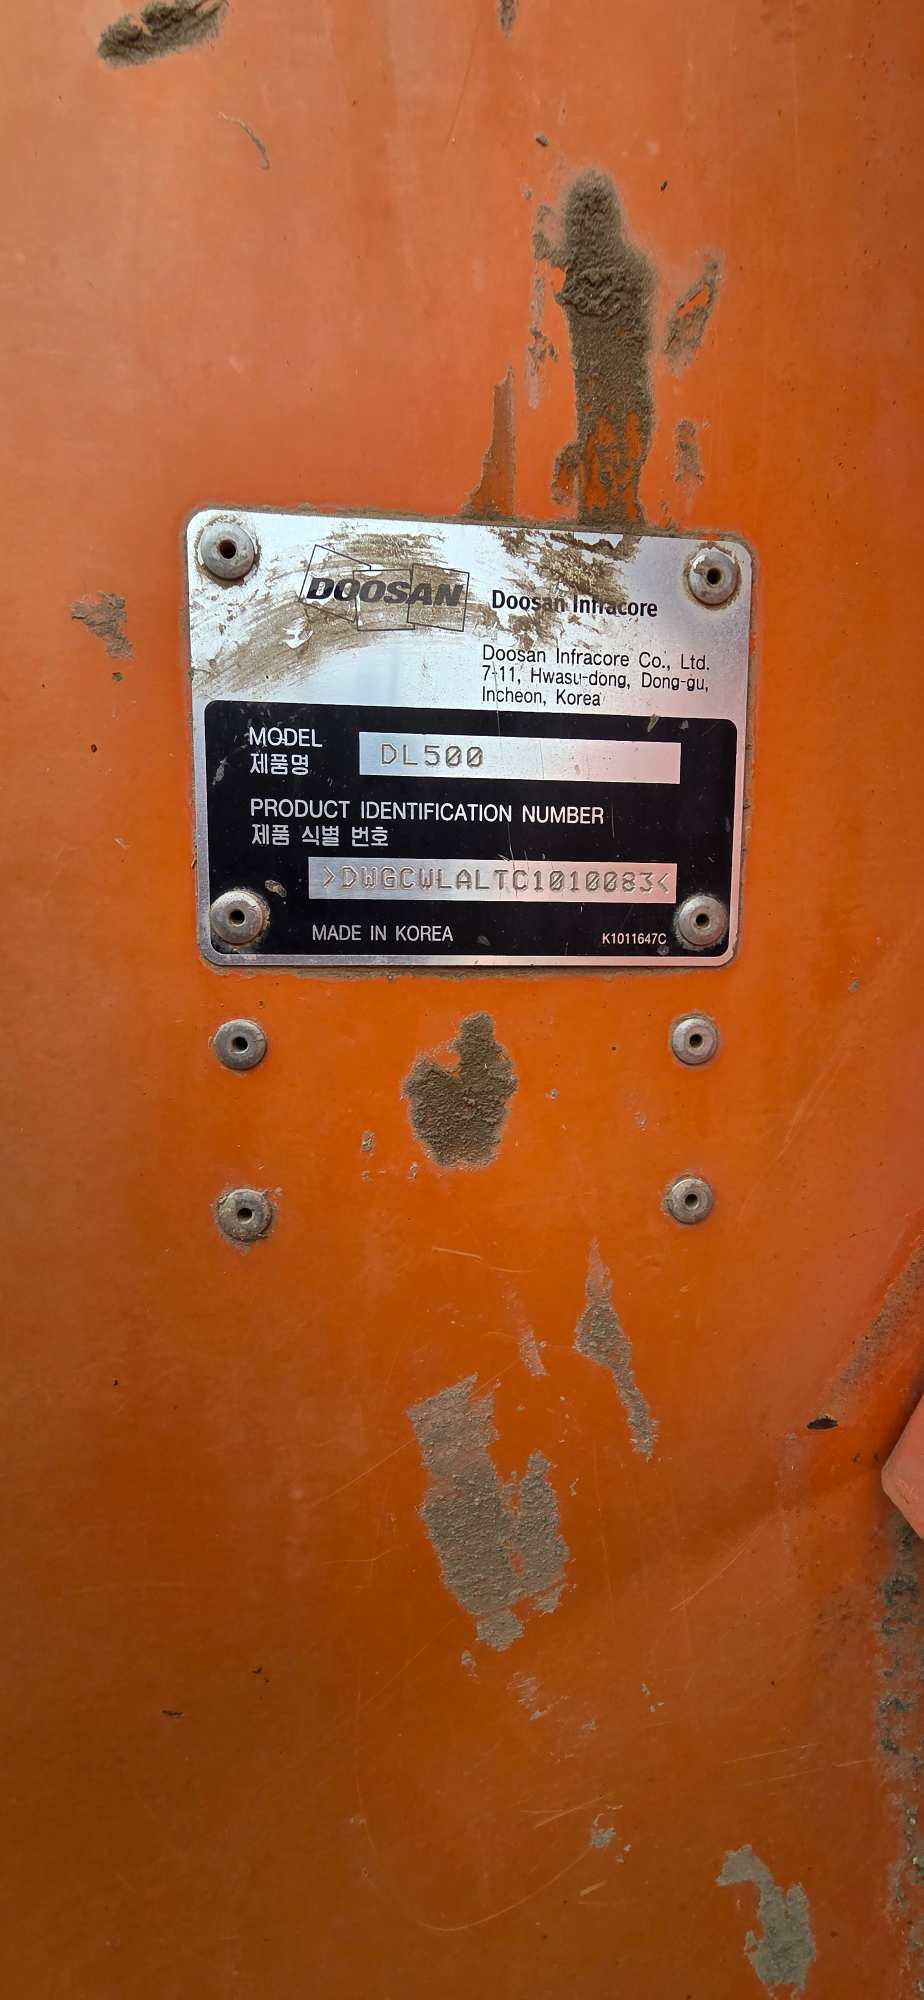 DOOSAN
Doosan Infracore
Doosan Infracore Co., Ltd.
7-11, Hwasu-dong, Dong-gu,
Incheon, Korea
MODEL
제품명
DL500
PRODUCT IDENTIFICATION NUMBER
제품 식별 번호
>DWGCWLALTC1010083<
MADE IN KOREA
K1011647C